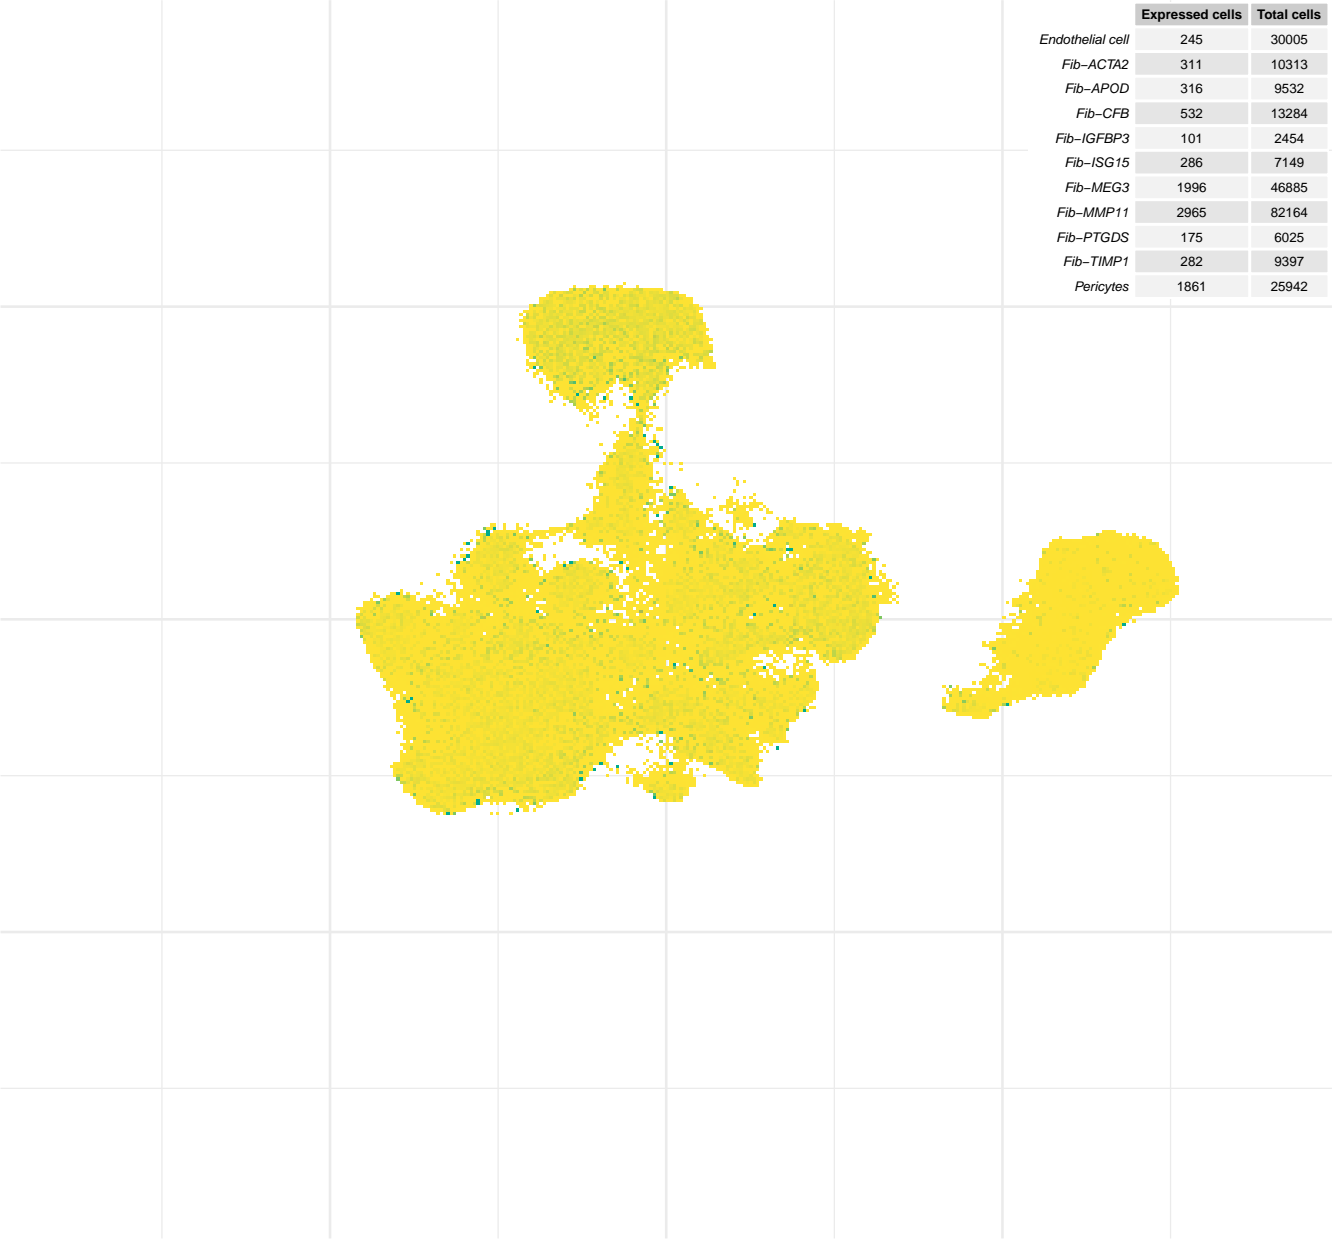 Expressed cells Total cells
Endothelial cell 245 30005
Fib−ACTA2 311 10313
Fib−APOD 316 9532
Fib−CFB 532 13284
Fib−IGFBP3 101 2454
Fib−ISG15 286 7149
Fib−MEG3 1996 46885
Fib−MMP11 2965 82164
Fib−PTGDS 175 6025
Fib−TIMP1 282 9397
Pericytes 1861 25942